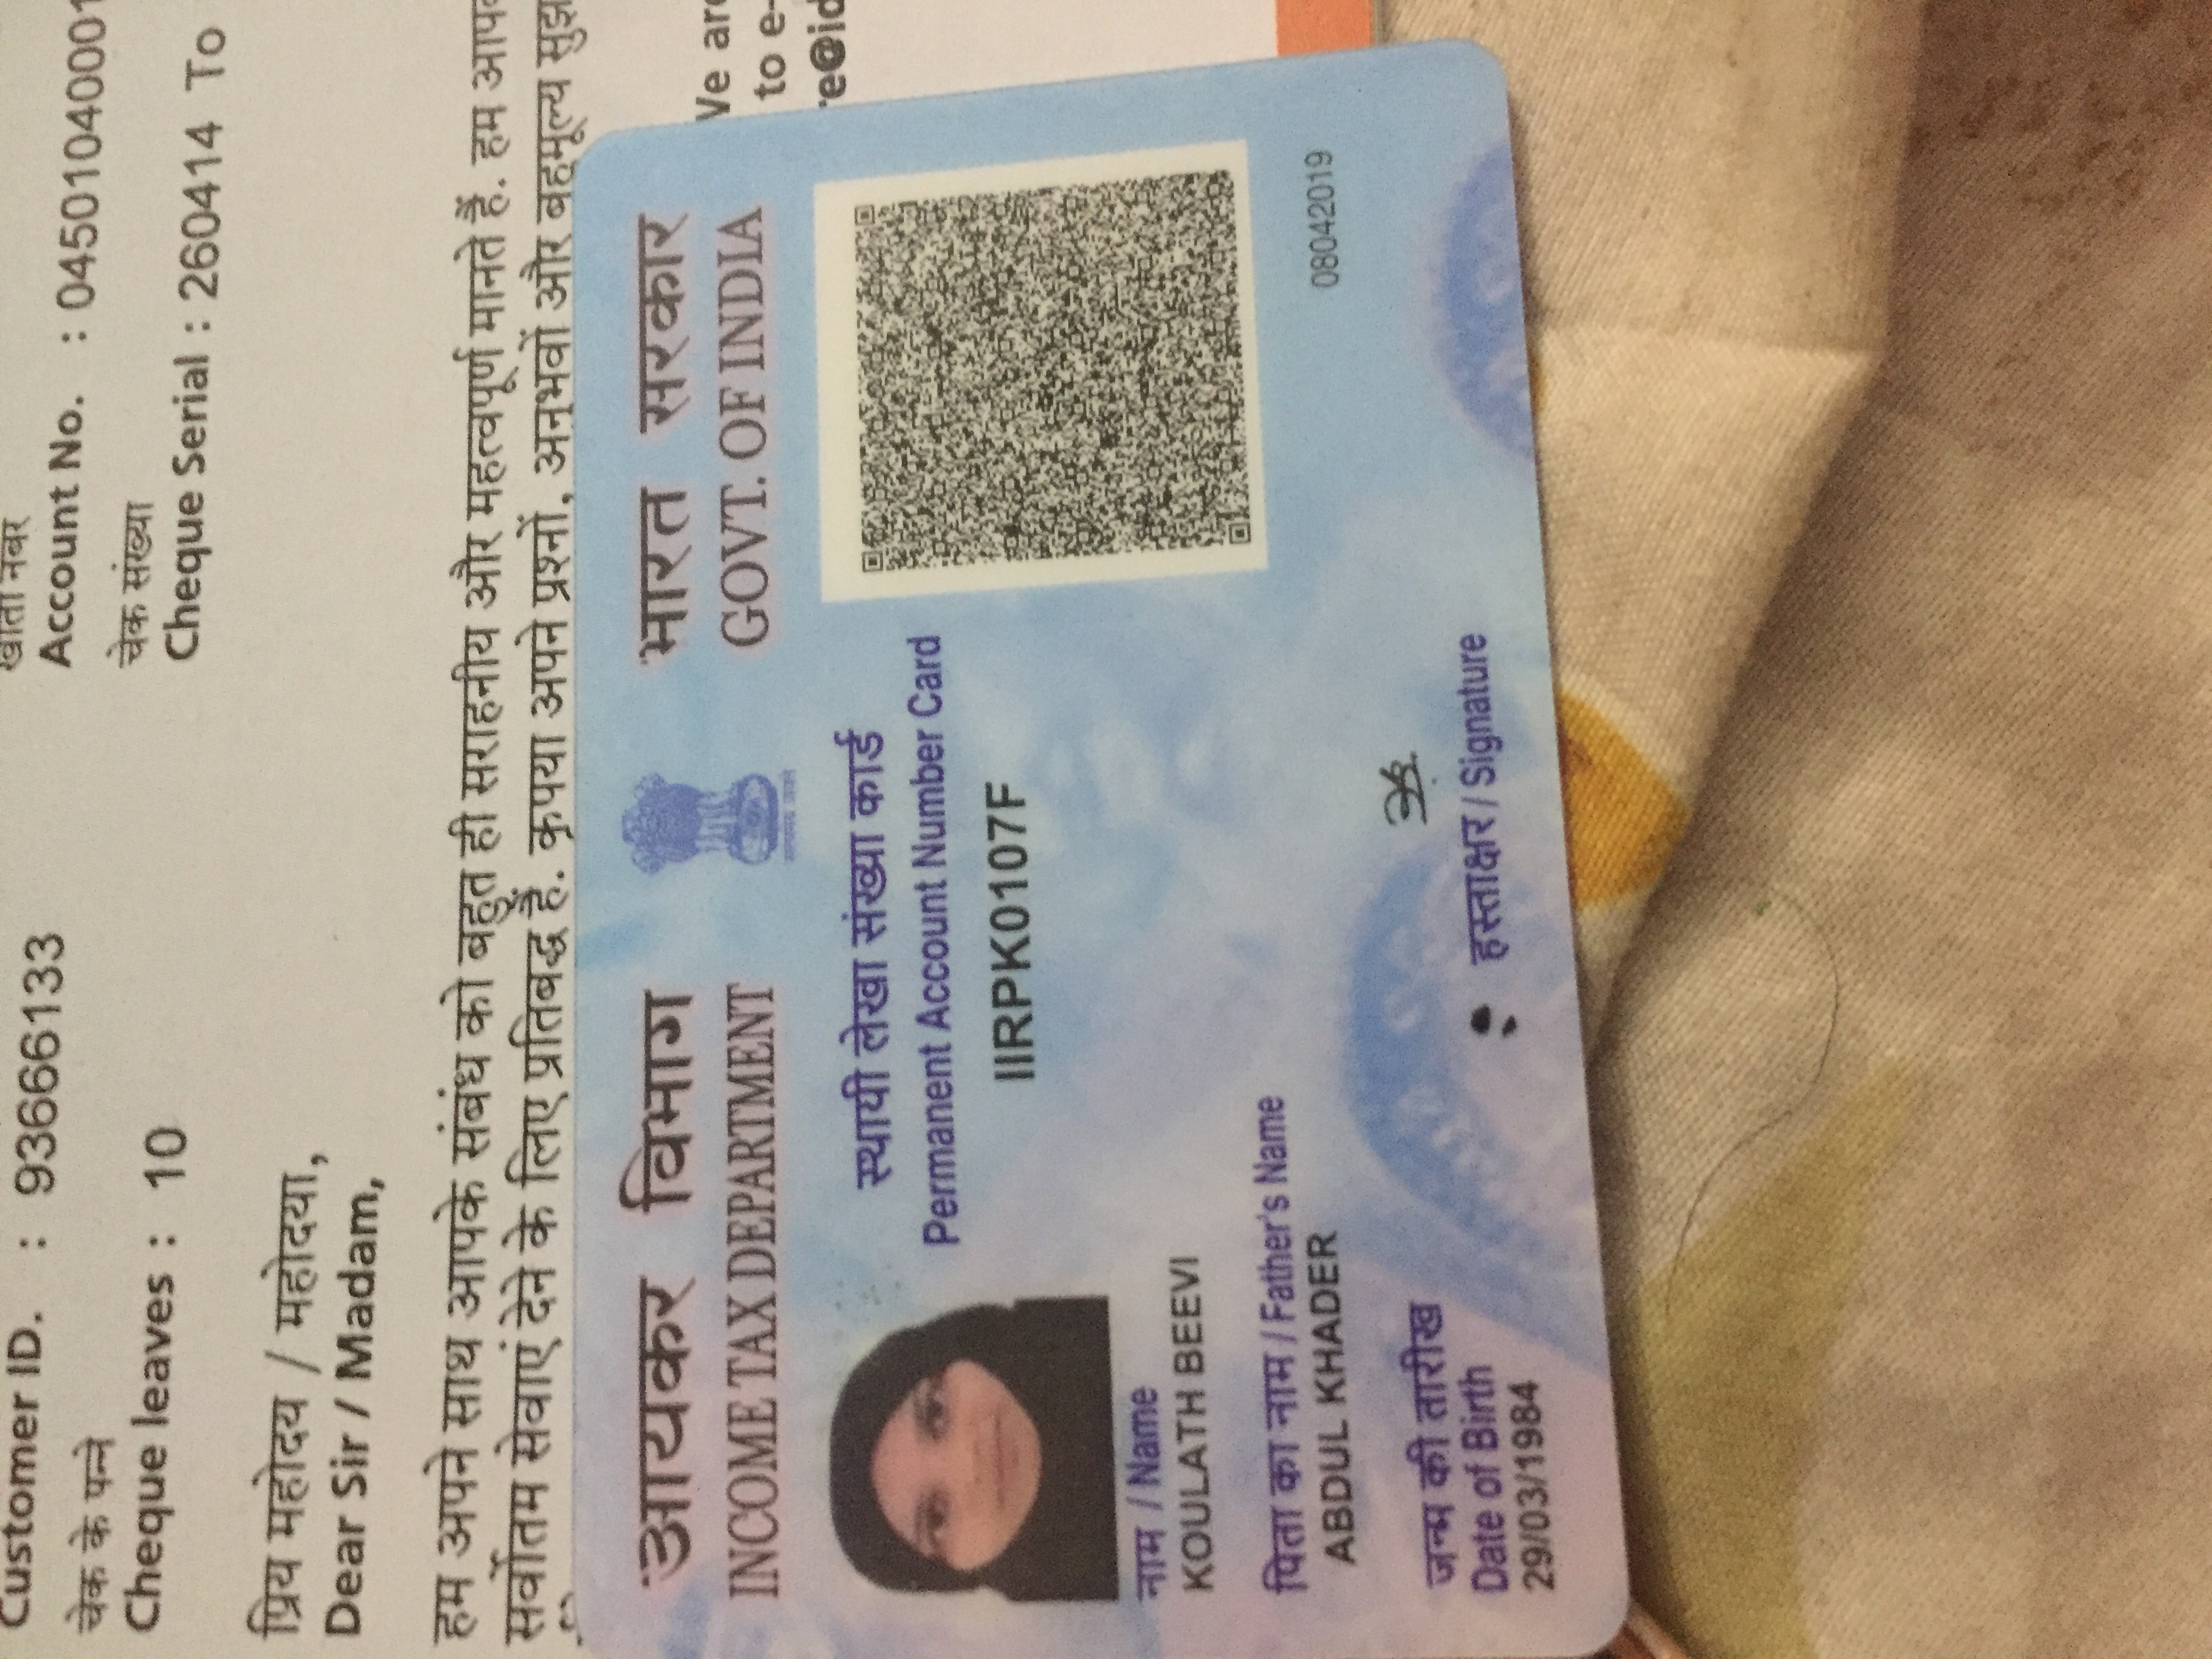 Customer ID. : 93666133
खाता नंबर
Account No. : 04501040001
चेक के पन्ने
Cheque leaves : 10
चेक संख्या
Cheque Serial : 260414 To
प्रिय महोदय / महोदया,
Dear Sir / Madam,
हम अपने साथ आपके संबंध को बहुत ही सराहनीय और महत्वपूर्ण मानते हैं. हम
सर्वोतम सेवाएं देने के लिए प्रतिबद्ध हैं. कृपया अपने प्रश्नों, अनुभवों और बहुमूल्य
are
to e-
re@id
आयकर विभाग भारत सरकार
INCOME TAX DEPARTMENT GOVT. OF INDIA
सत्यमेव जयते
स्थायी लेखा संख्या कार्ड
Permanent Account Number Card
IIRPK0107F
नाम / Name
KOULATH BEEVI
पिता का नाम / Father's Name
ABDUL KHADER
08042019
जन्म की तारीख
Date of Birth
29/03/1984
हस्ताक्षर / Signature